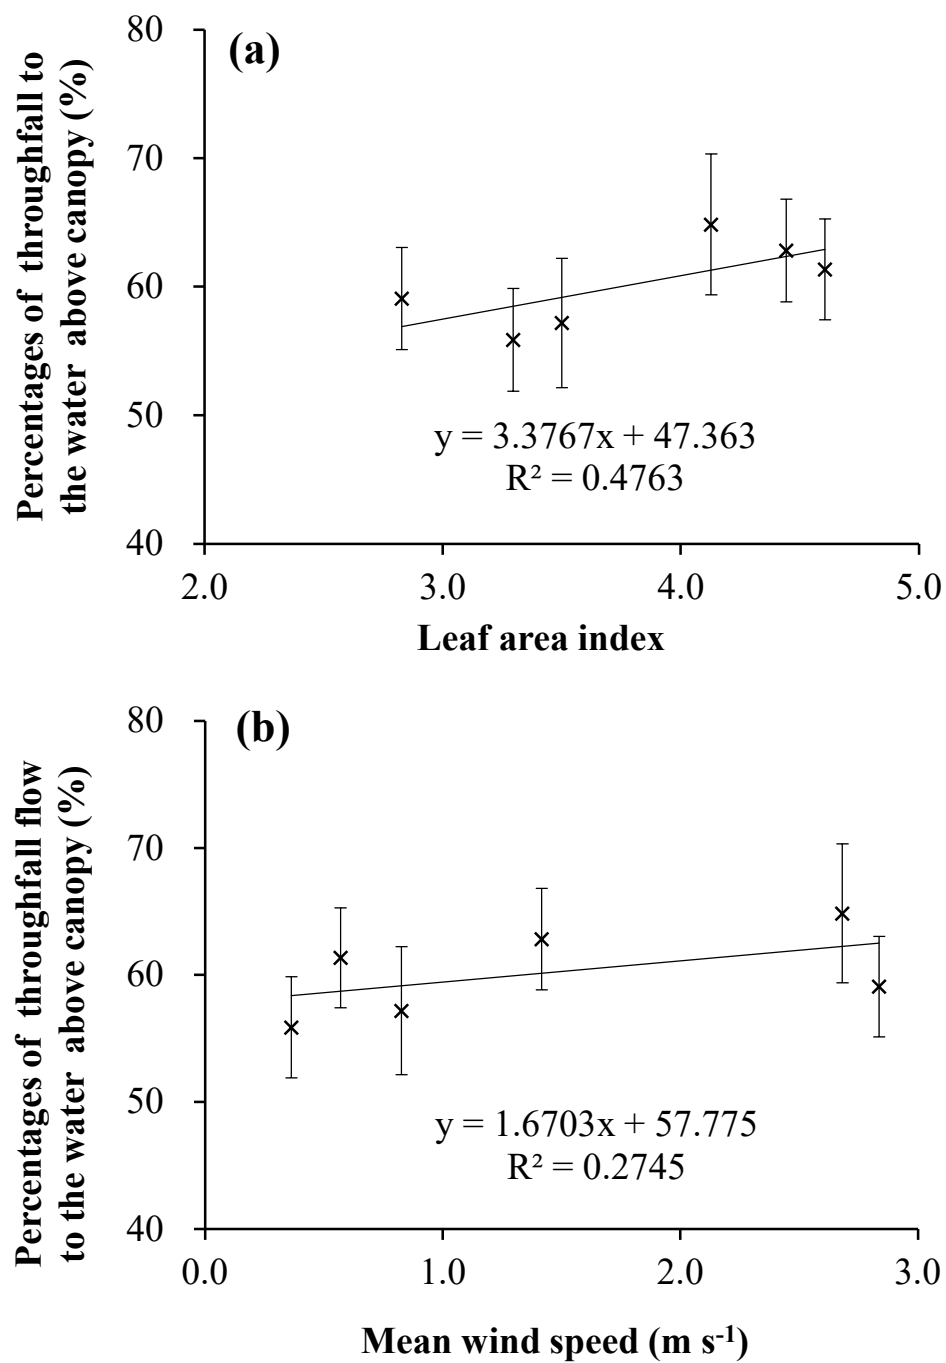 (a)
Percentages of throughfall to
the water above canopy (%)
80
70
60
50
40
y = 3.3767x + 47.363
R² = 0.4763
2.0 3.0 4.0 5.0
Leaf area index
(b)
Percentages of throughfall flow
to the water above canopy (%)
80
70
60
50
40
y = 1.6703x + 57.775
R² = 0.2745
0.0 1.0 2.0 3.0
Mean wind speed (m s⁻¹)